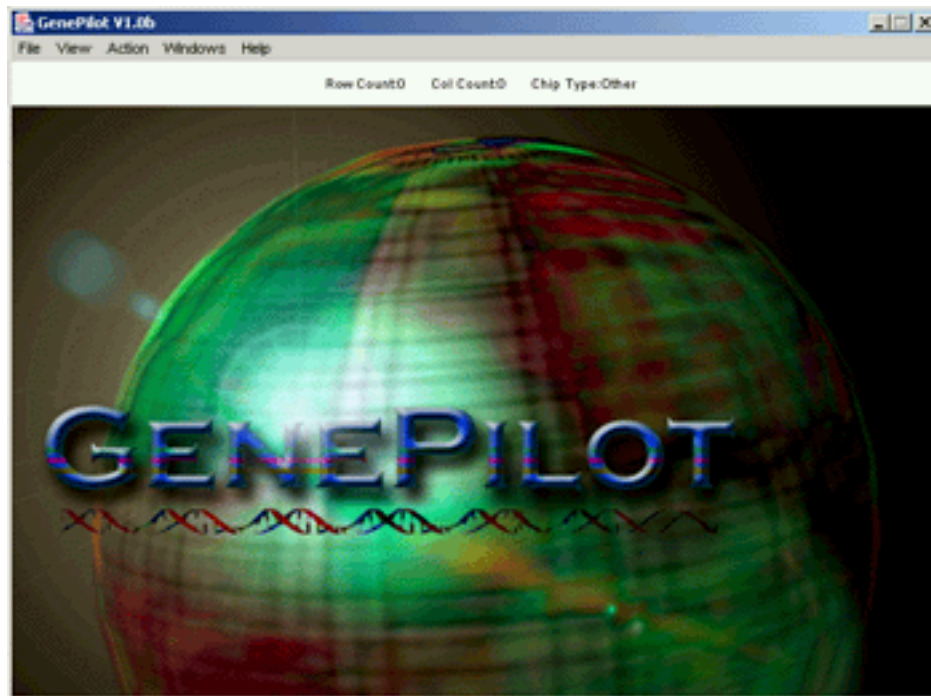 GenePilot V1.0b
File View Action Windows Help
Row Count:0 Col Count:0 Chip Type:Other
GENEPILOT